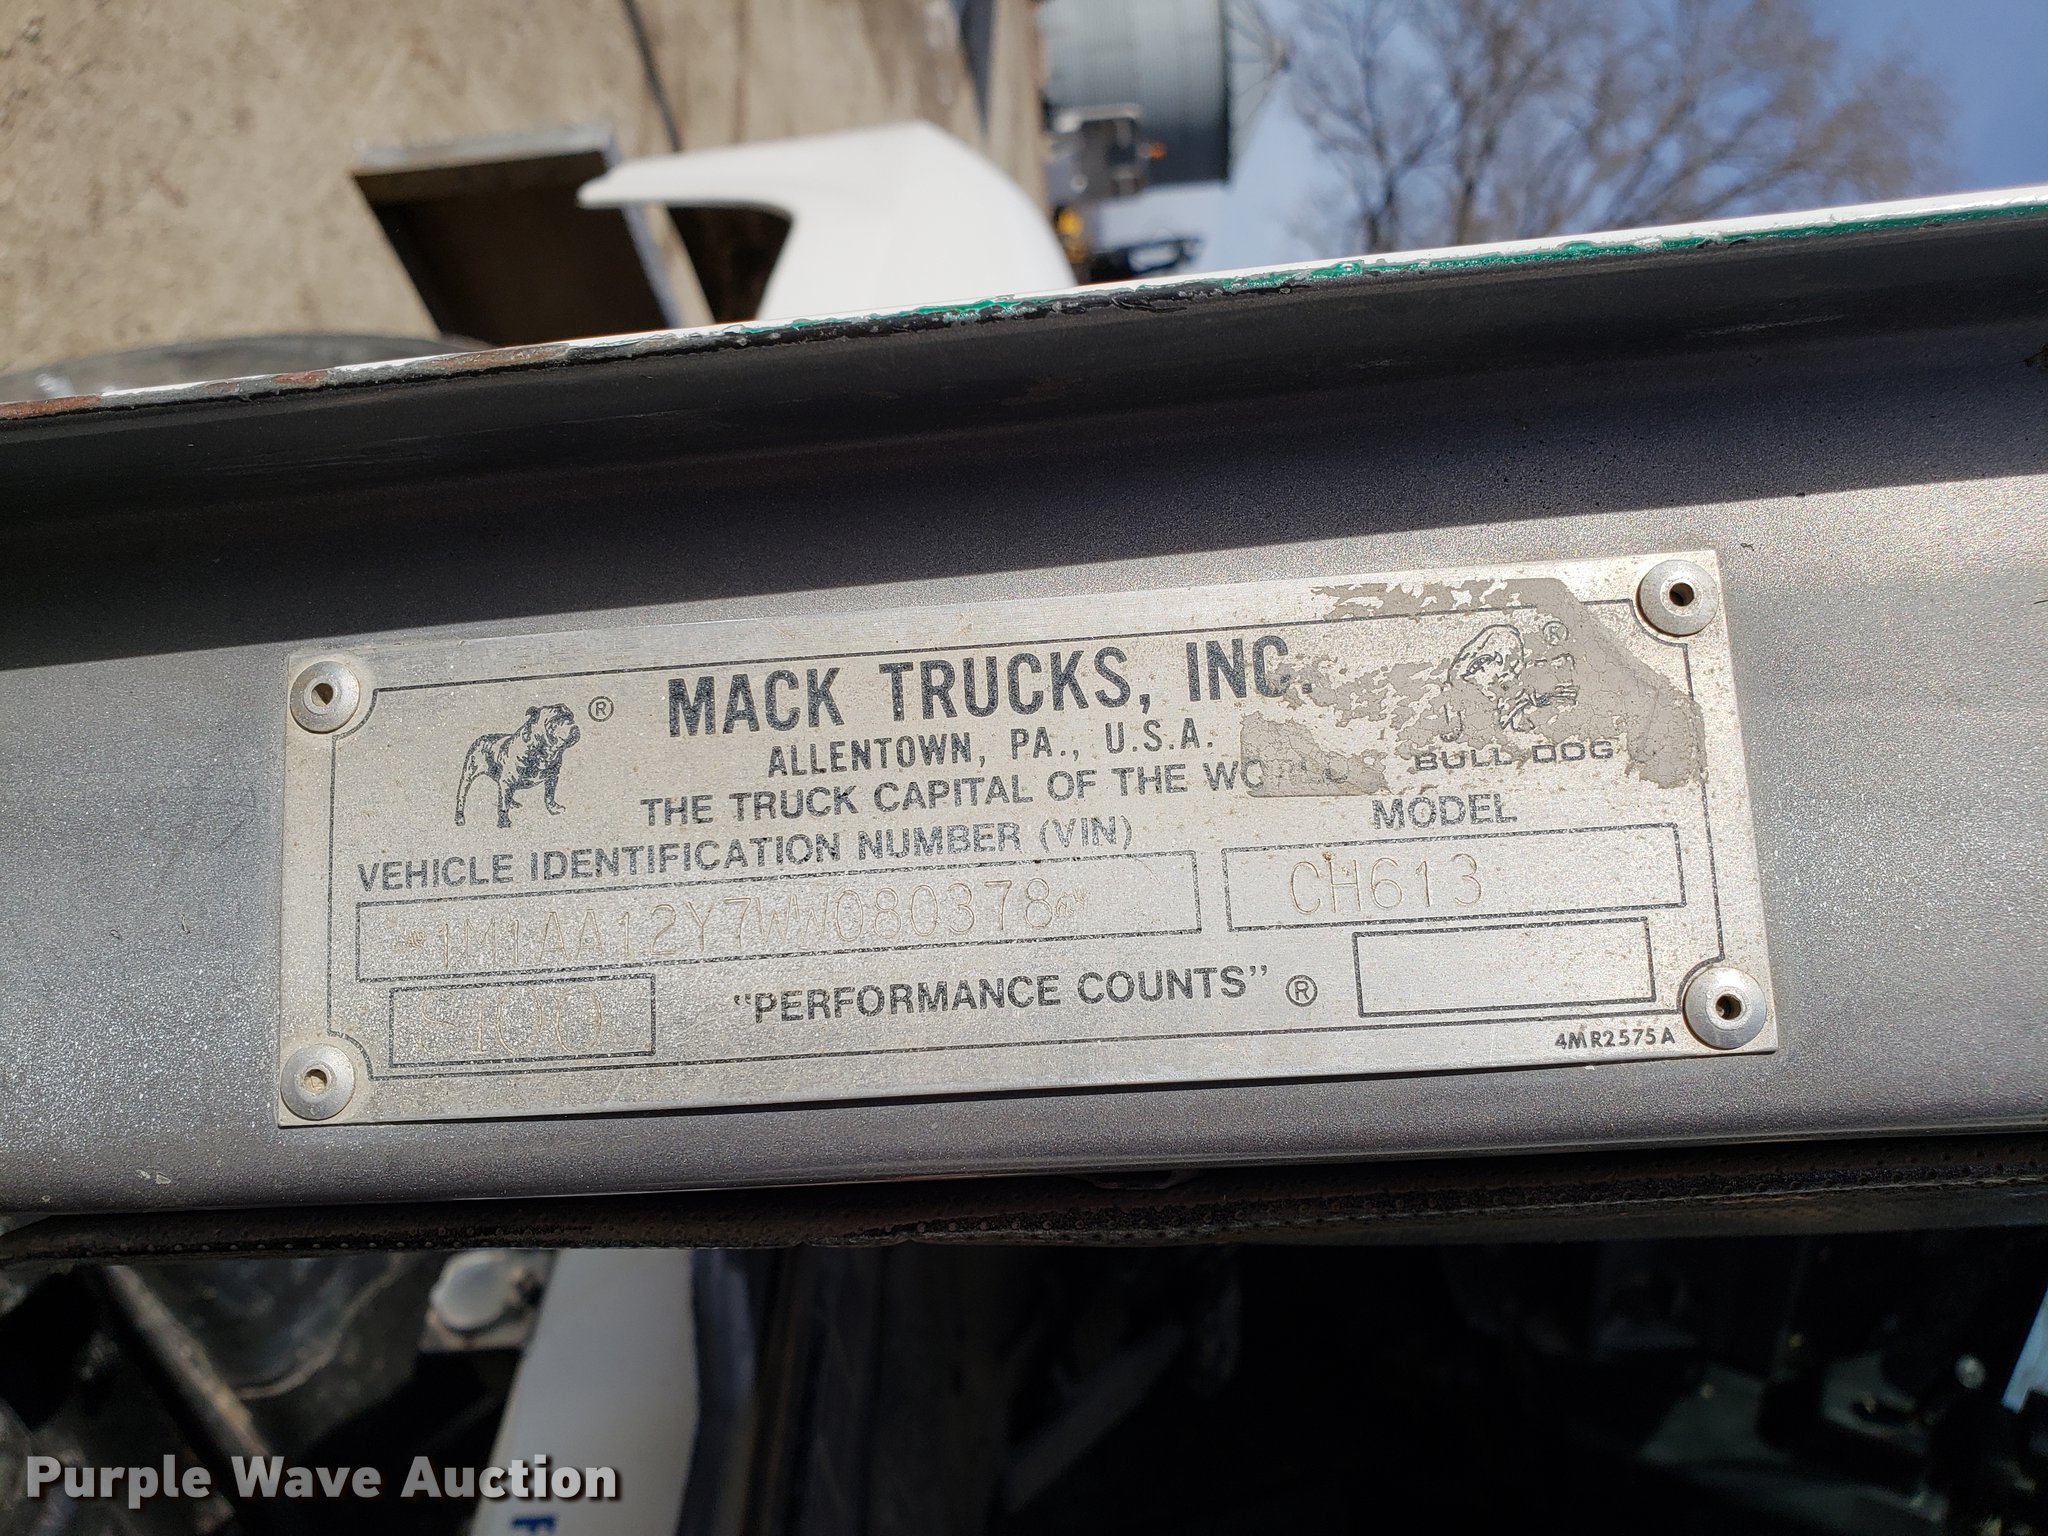 ® MACK TRUCKS, INC.
ALLENTOWN, PA., U.S.A.
THE TRUCK CAPITAL OF THE WORLD
®
BULL DOG
VEHICLE IDENTIFICATION NUMBER (VIN)
1M1AA12Y7WW080378
MODEL
CH613
"PERFORMANCE COUNTS" ®
4MR2575A
Purple Wave Auction
F